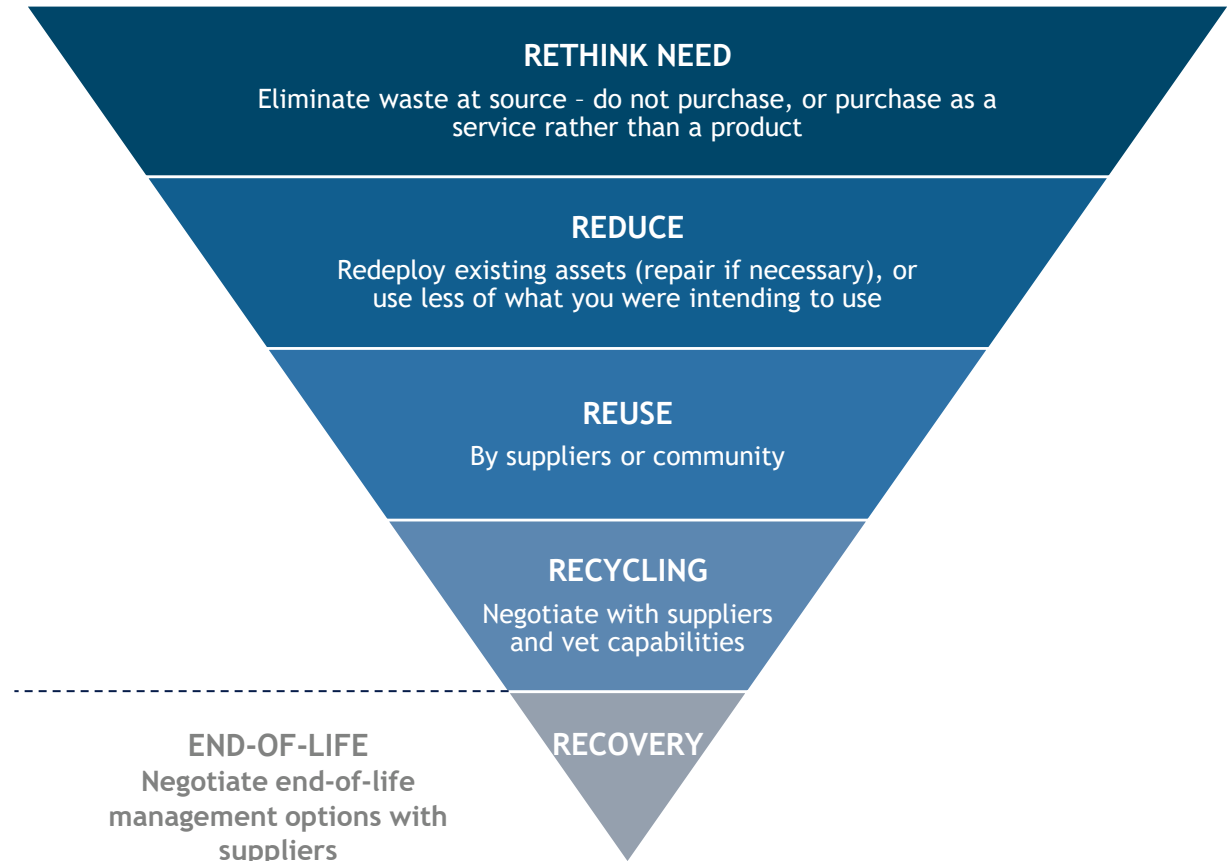 RETHINK NEED
Eliminate waste at source – do not purchase, or purchase as a
service rather than a product
REDUCE
Redeploy existing assets (repair if necessary), or
use less of what you were intending to use
REUSE
By suppliers or community
RECYCLING
Negotiate with suppliers
and vet capabilities
RECOVERY
END-OF-LIFE
Negotiate end-of-life
management options with
suppliers